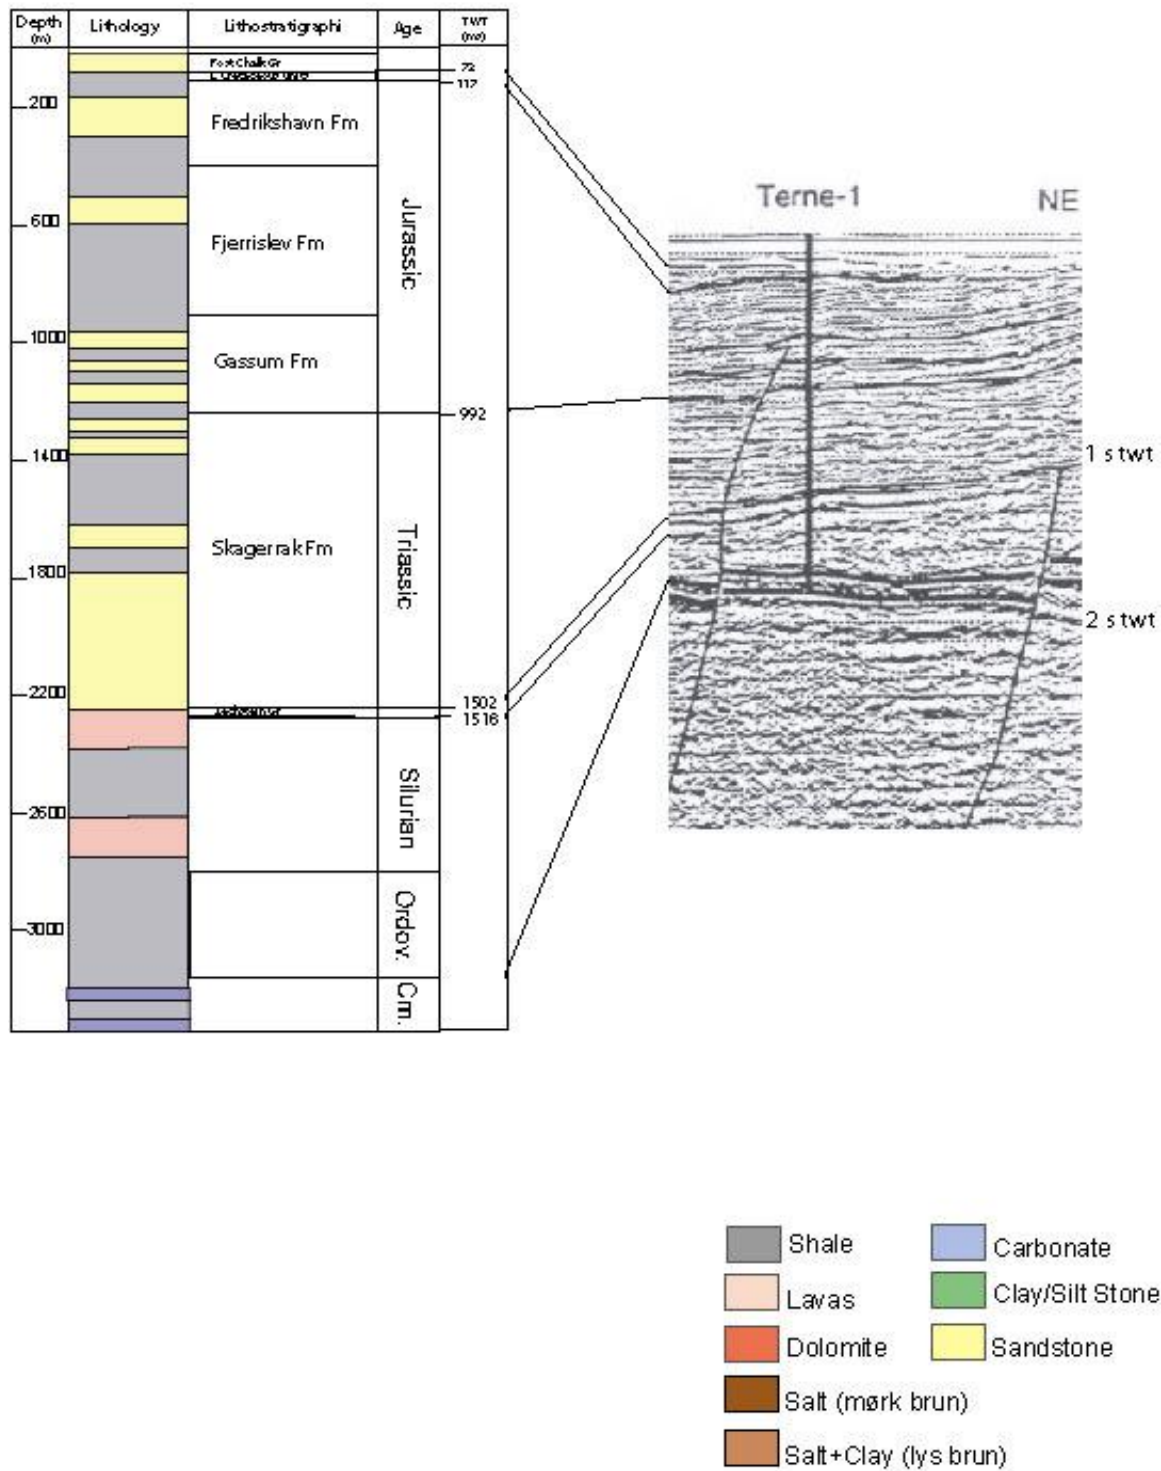 Depth
(m)
Lithology
Lithostratigraphi
Age
TWT
(ms)
Post Chalk Gr
72
117
200
Fredrikshavn Fm
Jurassic
600
Fjerrislev Fm
1000
Gassum Fm
992
1400
Skagerrak Fm
Triassic
1800
2200
1502
1516
Silurian
2600
Ordov.
3000
Cm.
Terne-1
NE
1 s twt
2 s twt
Shale
Carbonate
Lavas
Clay/Silt Stone
Dolomite
Sandstone
Salt (mørk brun)
Salt+Clay (lys brun)